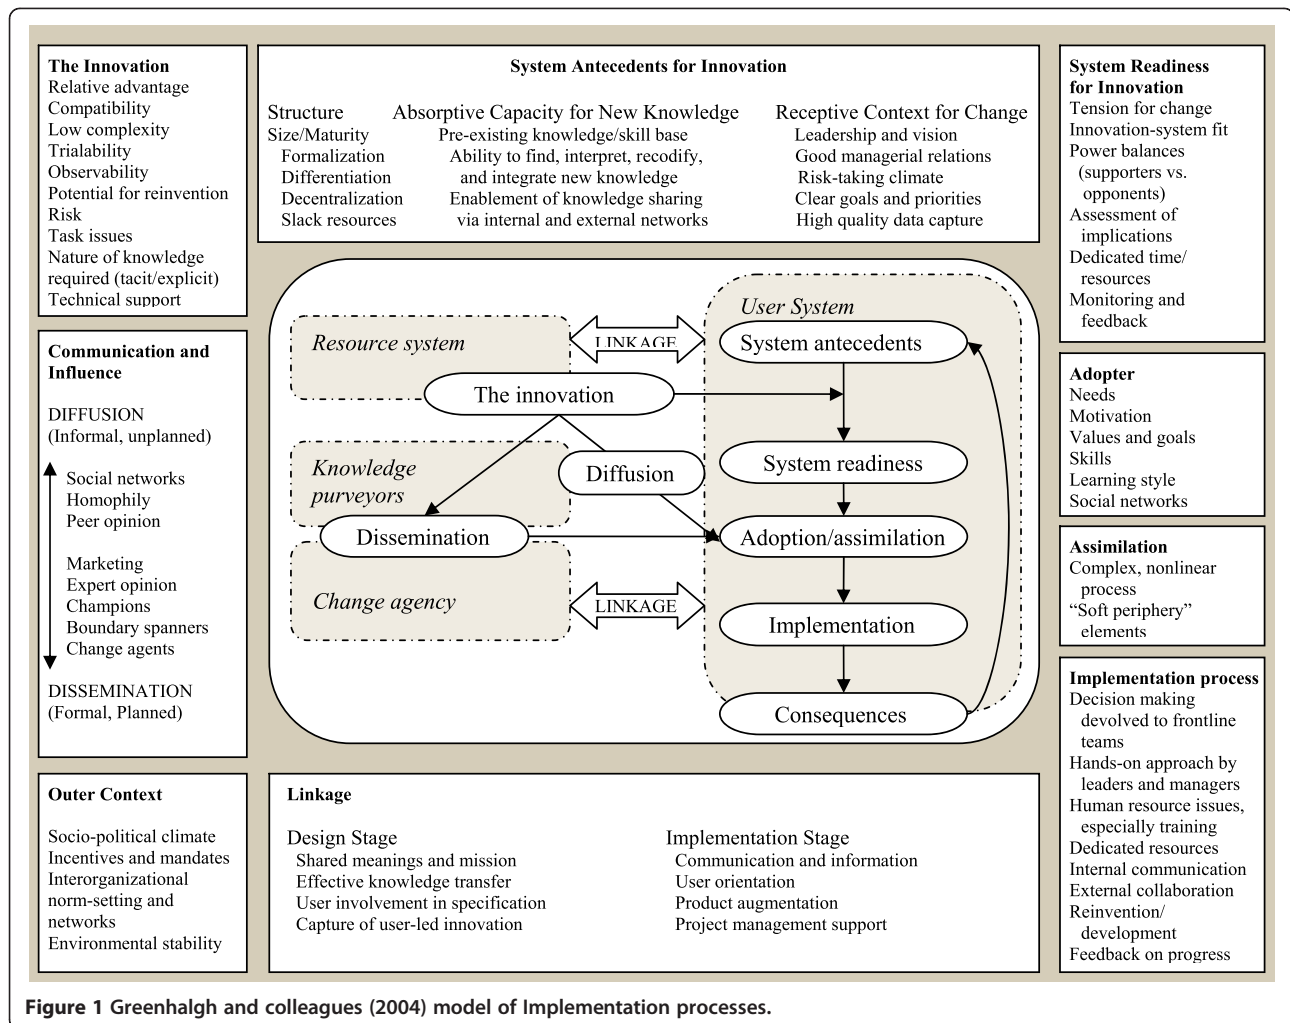 The Innovation
Relative advantage
Compatibility
Low complexity
Trialability
Observability
Potential for reinvention
Risk
Task issues
Nature of knowledge
required (tacit/explicit)
Technical support
System Antecedents for Innovation
Structure
Size/Maturity
Formalization
Differentiation
Decentralization
Slack resources
Absorptive Capacity for New Knowledge
Pre-existing knowledge/skill base
Ability to find, interpret, recodify,
and integrate new knowledge
Enablement of knowledge sharing
via internal and external networks
Receptive Context for Change
Leadership and vision
Good managerial relations
Risk-taking climate
Clear goals and priorities
High quality data capture
System Readiness
for Innovation
Tension for change
Innovation-system fit
Power balances
(supporters vs.
opponents)
Assessment of
implications
Dedicated time/
resources
Monitoring and
feedback
Communication and
Influence
DIFFUSION
(Informal, unplanned)
Social networks
Homophily
Peer opinion
Marketing
Expert opinion
Champions
Boundary spanners
Change agents
DISSEMINATION
(Formal, Planned)
Resource system
LINKAGE
User System
System antecedents
The innovation
Knowledge
purveyors
Diffusion
System readiness
Dissemination
Adoption/assimilation
Change agency
LINKAGE
Implementation
Consequences
Adopter
Needs
Motivation
Values and goals
Skills
Learning style
Social networks
Assimilation
Complex, nonlinear
process
“Soft periphery”
elements
Implementation process
Decision making
devolved to frontline
teams
Hands-on approach by
leaders and managers
Human resource issues,
especially training
Dedicated resources
Internal communication
External collaboration
Reinvention/
development
Feedback on progress
Outer Context
Socio-political climate
Incentives and mandates
Interorganizational
norm-setting and
networks
Environmental stability
Linkage
Design Stage
Shared meanings and mission
Effective knowledge transfer
User involvement in specification
Capture of user-led innovation
Implementation Stage
Communication and information
User orientation
Product augmentation
Project management support
Figure 1 Greenhalgh and colleagues (2004) model of Implementation processes.